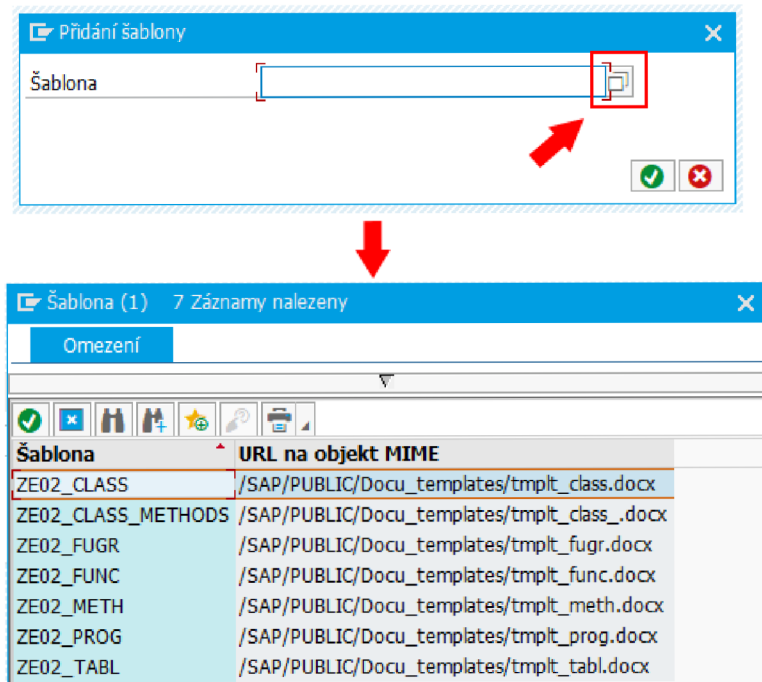 Přidání šablony
Šablona
Šablona (1) 7 Záznamy nalezeny
Omezení
Šablona URL na objekt MIME
ZE02_CLASS /SAP/PUBLIC/Docu_templates/tmplt_class.docx
ZE02_CLASS_METHODS /SAP/PUBLIC/Docu_templates/tmplt_class_.docx
ZE02_FUGR /SAP/PUBLIC/Docu_templates/tmplt_fugr.docx
ZE02_FUNC /SAP/PUBLIC/Docu_templates/tmplt_func.docx
ZE02_METH /SAP/PUBLIC/Docu_templates/tmplt_meth.docx
ZE02_PROG /SAP/PUBLIC/Docu_templates/tmplt_prog.docx
ZE02_TABL /SAP/PUBLIC/Docu_templates/tmplt_tabl.docx